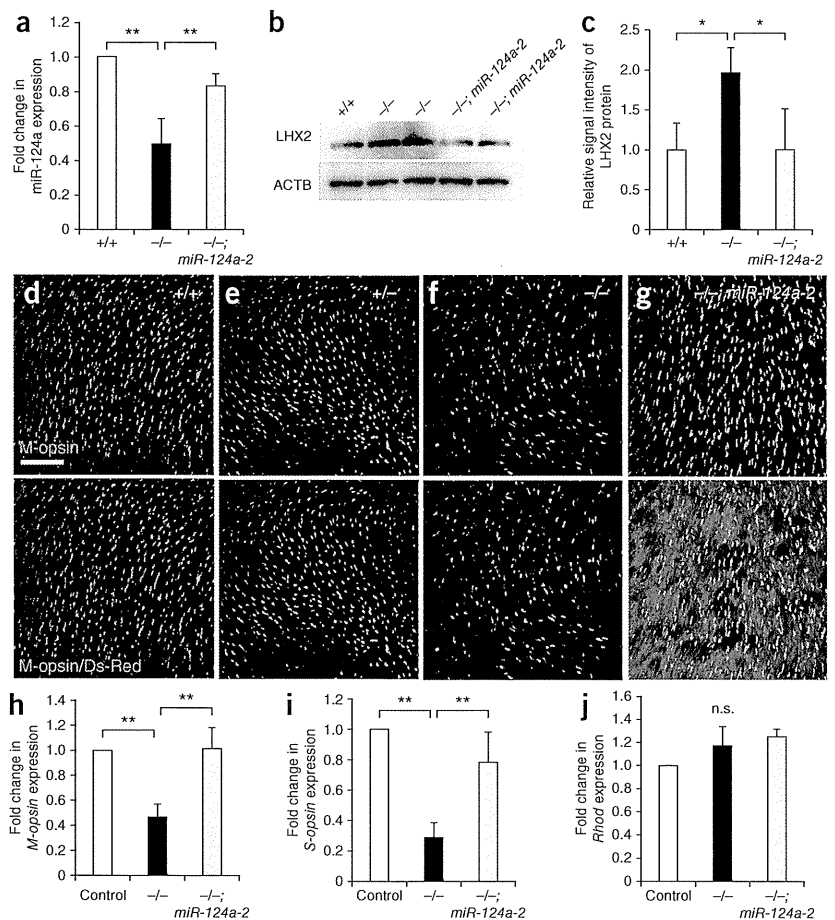 a
Fold change in
miR-124a expression
1.2
1.0
0.8
0.6
0.4
0.2
0
**
**
+/+
–/–
–/–;
miR-124a-2
b
+/+
–/–
–/–
–/–; miR-124a-2
–/–; miR-124a-2
LHX2
ACTB
c
Relative signal intensity of
LHX2 protein
2.5
2.0
1.5
1.0
0.5
0
*
*
+/+
–/–
–/–;
miR-124a-2
d
+/+
M-opsin
e
+/–
f
–/–
g
–/–; miR-124a-2
M-opsin/Ds-Red
h
Fold change in
M-opsin expression
1.4
1.2
1.0
0.8
0.6
0.4
0.2
0
**
**
Control
–/–
–/–;
miR-124a-2
i
Fold change in
S-opsin expression
1.2
1.0
0.8
0.6
0.4
0.2
0
**
**
Control
–/–
–/–;
miR-124a-2
j
Fold change in
Rhod expression
1.6
1.4
1.2
1.0
0.8
0.6
0.4
0.2
0
n.s.
Control
–/–
–/–;
miR-124a-2